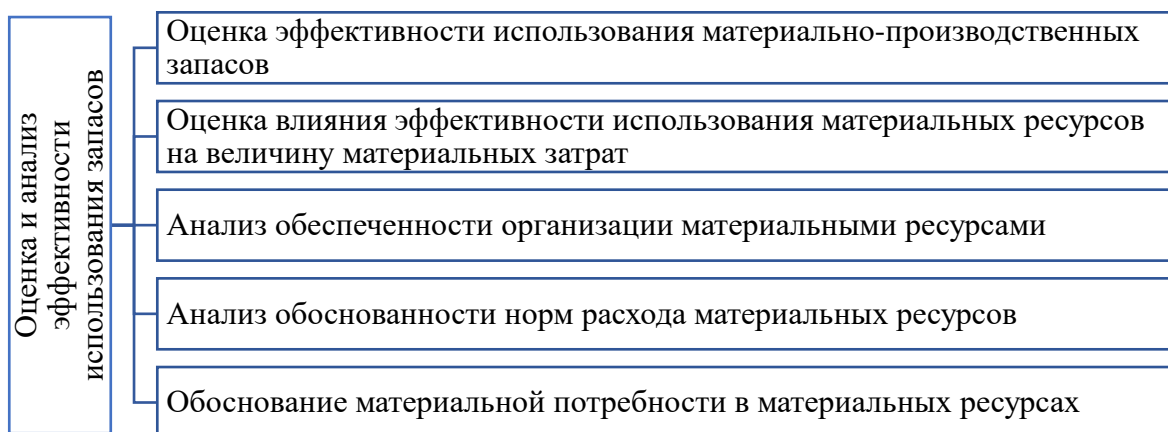 Оценка и анализ
эффективности
использования запасов
Оценка эффективности использования материально-производственных
запасов
Оценка влияния эффективности использования материальных ресурсов
на величину материальных затрат
Анализ обеспеченности организации материальными ресурсами
Анализ обоснованности норм расхода материальных ресурсов
Обоснование материальной потребности в материальных ресурсах